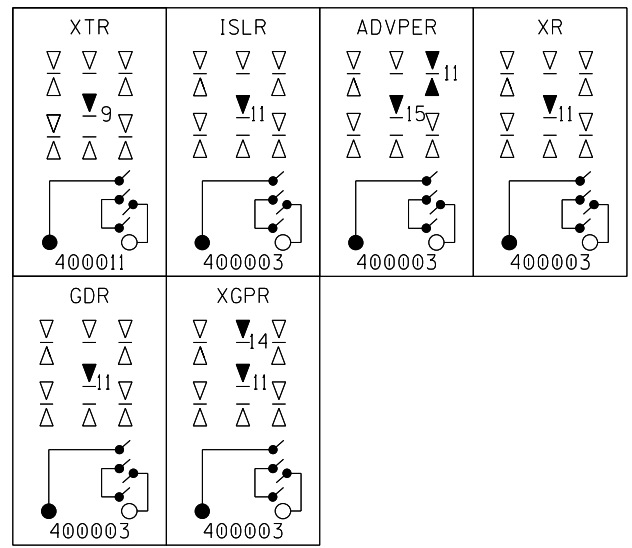 XTR ISLR ADVPER XR
11
9 11 15 11
400011 400003 400003 400003
GDR XGPR
14
11 11
400003 400003